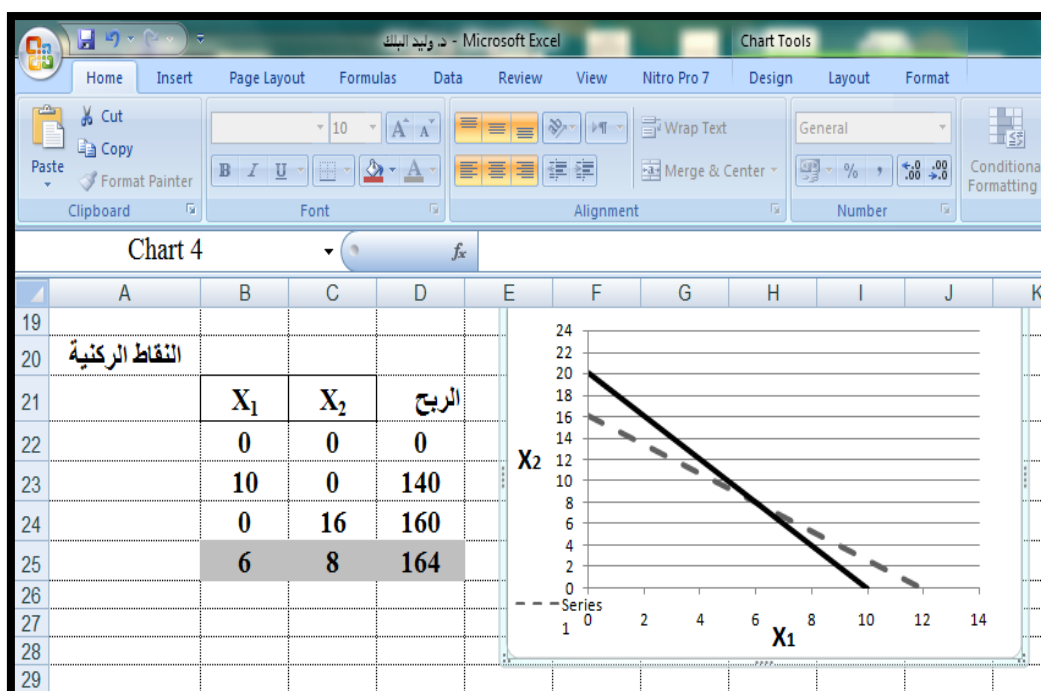 د. وليد البلك - Microsoft Excel
Chart Tools
Home Insert Page Layout Formulas Data Review View Nitro Pro 7 Design Layout Format
Paste
Cut
Copy
Format Painter
Clipboard
10
A A
B I U
A
Font
Wrap Text
Merge & Center
Alignment
General
% , .0 .00 .00 .0
Number
Conditional
Formatting
Chart 4
fx
A B C D E F G H I J K
19
20 النقاط الركنية
21 X1 X2 الربح
22 0 0 0
23 10 0 140
24 0 16 160
25 6 8 164
26
27
28
29
24
22
20
18
16
14
12
10
8
6
4
2
0
X2
0 2 4 6 8 10 12 14
X1
Series
1